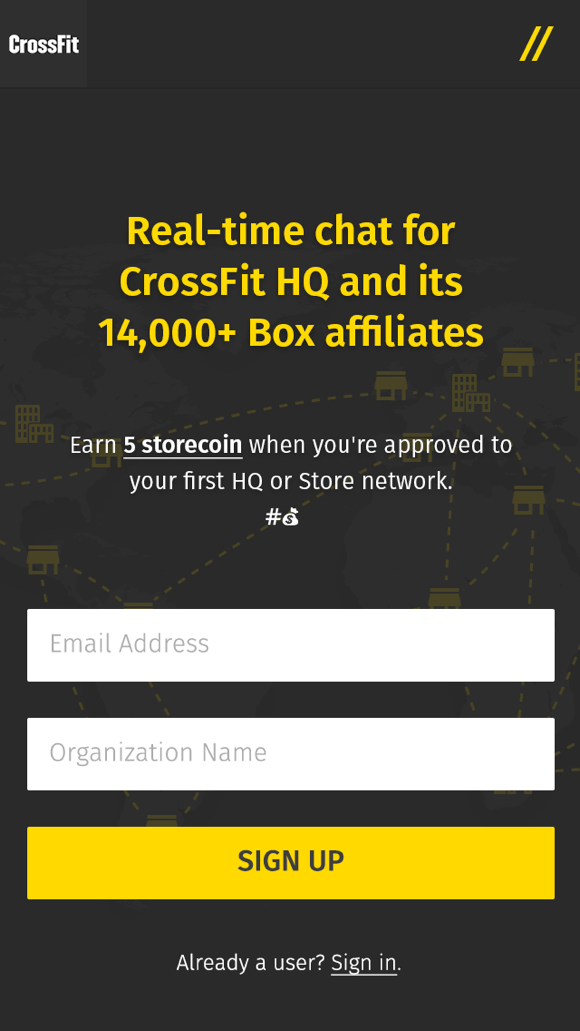 CrossFit
//
Real-time chat for
CrossFit HQ and its
14,000+ Box affiliates
Earn 5 storecoin when you're approved to
your first HQ or Store network.
#💰
Email Address
Organization Name
SIGN UP
Already a user? Sign in.